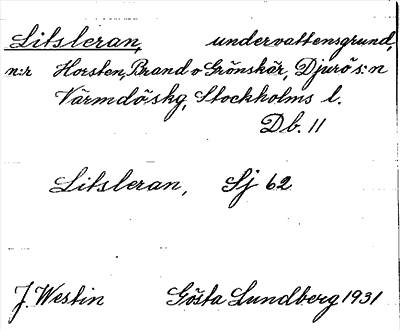 Litsleran, undervattensgrund,
n:r Horsten, Brand o Grönskär, Djurö s:n
Värmdö skg, Stockholms l.
Db. 11
Litsleran, Sj 62
J. Westin Gösta Lundberg 1931